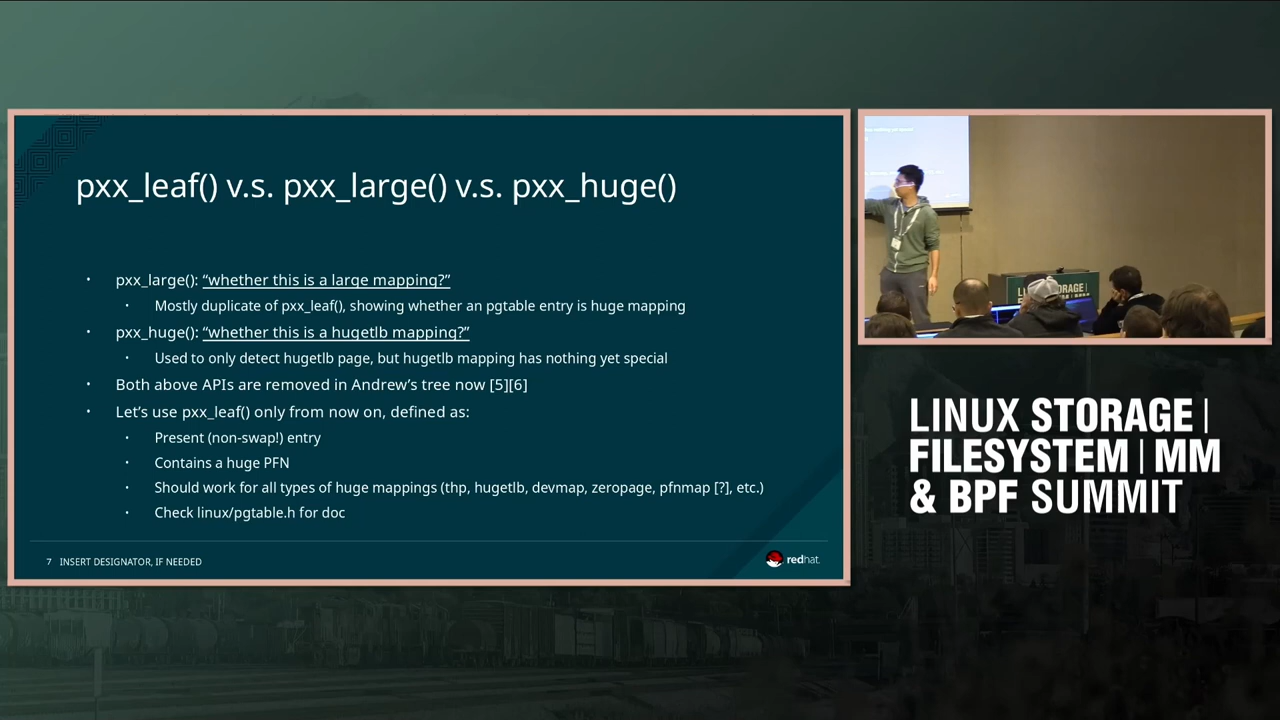 pxx_leaf() v.s. pxx_large() v.s. pxx_huge()
• pxx_large(): “whether this is a large mapping?”
• Mostly duplicate of pxx_leaf(), showing whether an pgtable entry is huge mapping
• pxx_huge(): “whether this is a hugetlb mapping?”
• Used to only detect hugetlb page, but hugetlb mapping has nothing yet special
• Both above APIs are removed in Andrew’s tree now [5][6]
• Let’s use pxx_leaf() only from now on, defined as:
• Present (non-swap!) entry
• Contains a huge PFN
• Should work for all types of huge mappings (thp, hugetlb, devmap, zeropage, pfnmap [?], etc.)
• Check linux/pgtable.h for doc
7 INSERT DESIGNATOR, IF NEEDED
redhat.
LINUX STORAGE |
FILESYSTEM | MM
& BPF SUMMIT